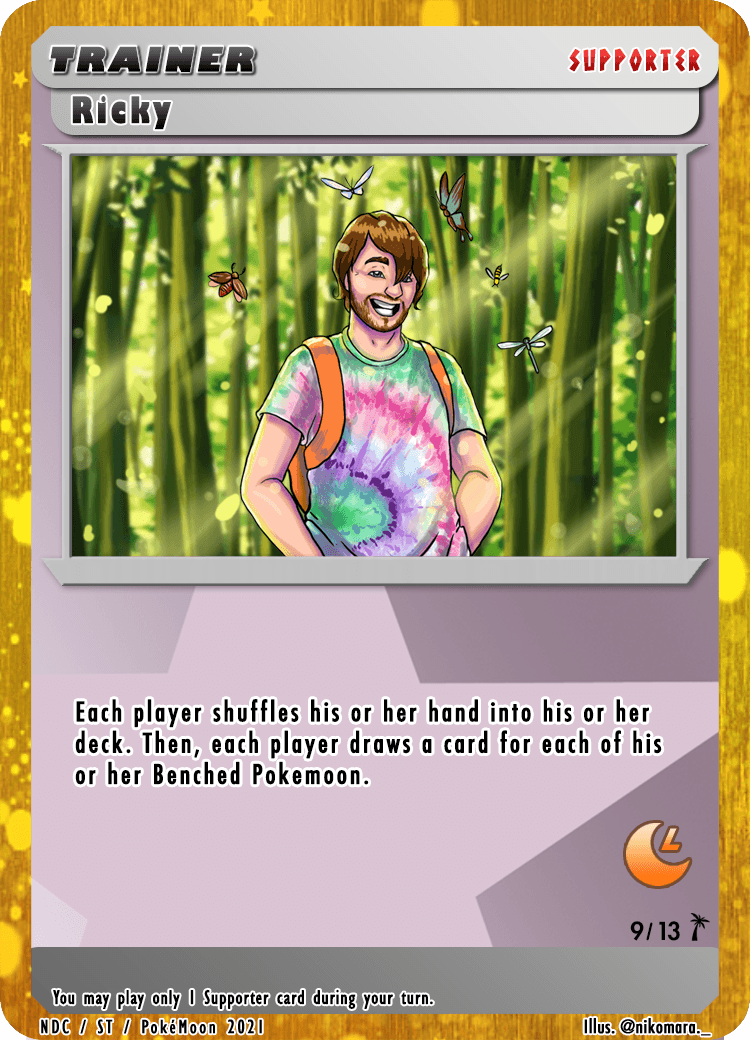 TRAINER
SUPPORTER
Ricky
Each player shuffles his or her hand into his or her
deck. Then, each player draws a card for each of his
or her Benched Pokemoon.
9/13
You may play only 1 Supporter card during your turn.
NDC / ST / PokéMoon 2021
Illus. @nikomara._